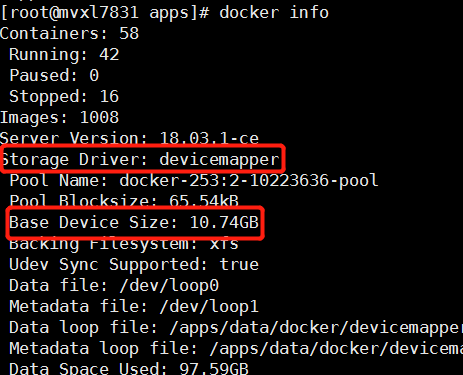 [root@mvxl7831 apps]# docker info
Containers: 58
Running: 42
Paused: 0
Stopped: 16
Images: 1008
Server Version: 18.03.1-ce
Storage Driver: devicemapper
Pool Name: docker-253:2-10223636-pool
Pool Blocksize: 65.54kB
Base Device Size: 10.74GB
Backing Filesystem: xfs
Udev Sync Supported: true
Data file: /dev/loop0
Metadata file: /dev/loop1
Data loop file: /apps/data/docker/devicemapper
Metadata loop file: /apps/data/docker/devicema
Data Space Used: 97.59GB